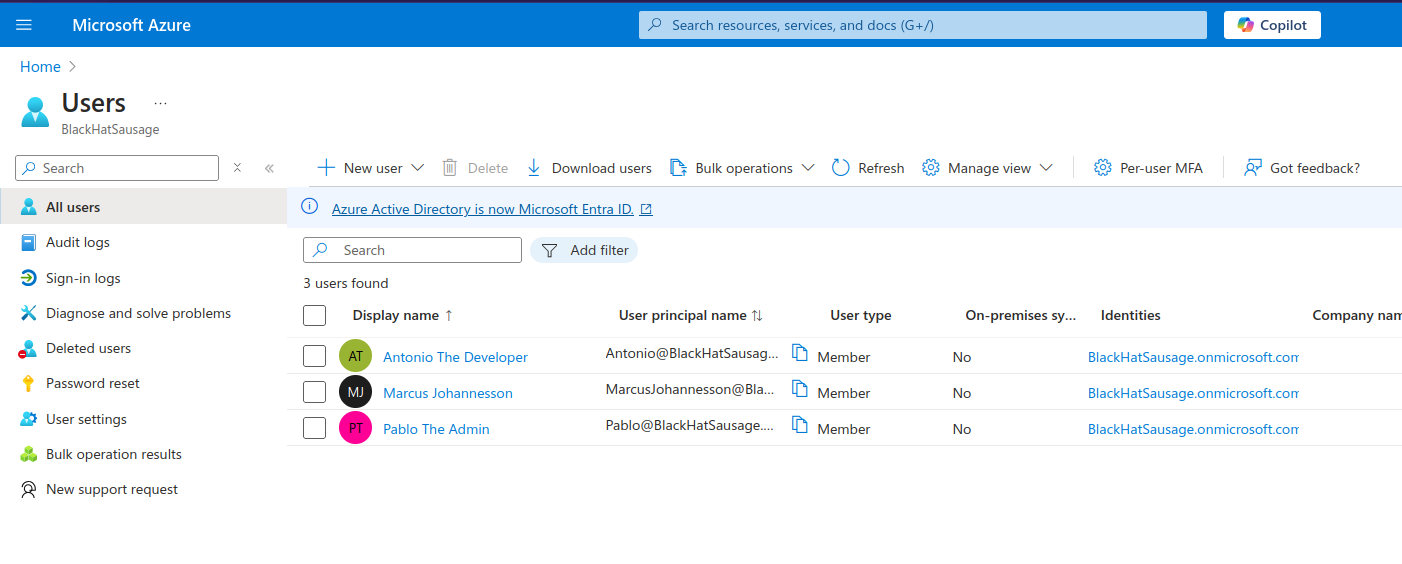 Microsoft Azure
Search resources, services, and docs (G+/)
Copilot
Home
Users ...
BlackHatSausage
Search
All users
Audit logs
Sign-in logs
Diagnose and solve problems
Deleted users
Password reset
User settings
Bulk operation results
New support request
New user Delete Download users Bulk operations Refresh Manage view Per-user MFA Got feedback?
Azure Active Directory is now Microsoft Entra ID.
Search Add filter
3 users found
Display name ↑ User principal name ↑↓ User type On-premises sy... Identities Company nam
AT Antonio The Developer Antonio@BlackHatSausag... Member No BlackHatSausage.onmicrosoft.com
MJ Marcus Johannesson MarcusJohannesson@Bla... Member No BlackHatSausage.onmicrosoft.com
PT Pablo The Admin Pablo@BlackHatSausage.... Member No BlackHatSausage.onmicrosoft.com